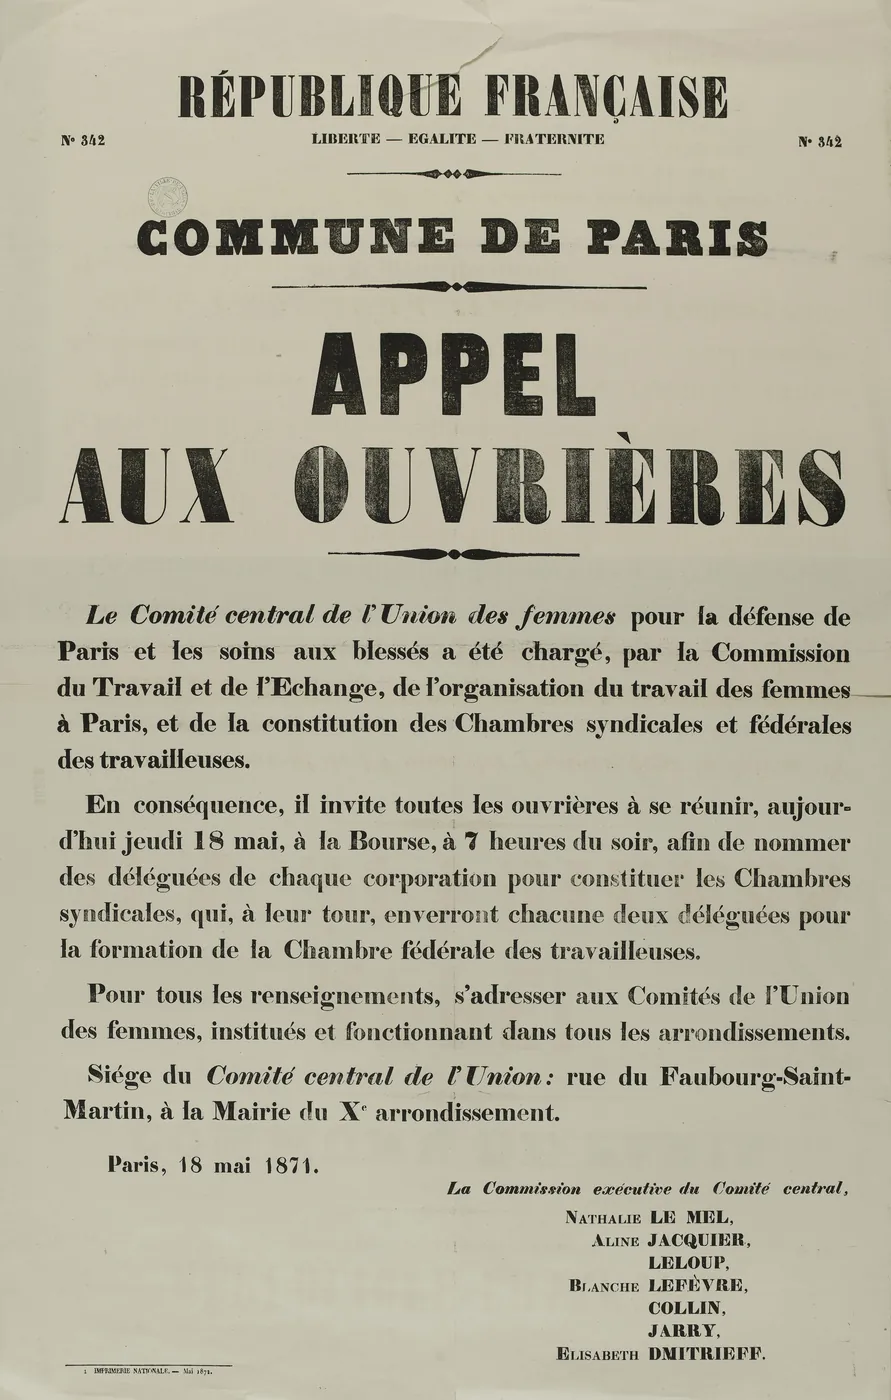 RÉPUBLIQUE FRANÇAISE
Nº 342 LIBERTE — EGALITE — FRATERNITE Nº 342
COMMUNE DE PARIS
APPEL
AUX OUVRIÈRES
Le Comité central de l'Union des femmes pour la défense de
Paris et les soins aux blessés a été chargé, par la Commission
du Travail et de l'Echange, de l'organisation du travail des femmes
à Paris, et de la constitution des Chambres syndicales et fédérales
des travailleuses.
En conséquence, il invite toutes les ouvrières à se réunir, aujour-
d'hui jeudi 18 mai, à la Bourse, à 7 heures du soir, afin de nommer
des déléguées de chaque corporation pour constituer les Chambres
syndicales, qui, à leur tour, enverront chacune deux déléguées pour
la formation de la Chambre fédérale des travailleuses.
Pour tous les renseignements, s'adresser aux Comités de l'Union
des femmes, institués et fonctionnant dans tous les arrondissements.
Siége du Comité central de l'Union: rue du Faubourg-Saint-
Martin, à la Mairie du Xe arrondissement.
Paris, 18 mai 1871.
La Commission exécutive du Comité central,
NATHALIE LE MEL,
ALINE JACQUIER,
LELOUP,
BLANCHE LEFÈVRE,
COLLIN,
JARRY,
ELISABETH DMITRIEFF.
1 IMPRIMERIE NATIONALE. — Mai 1871.